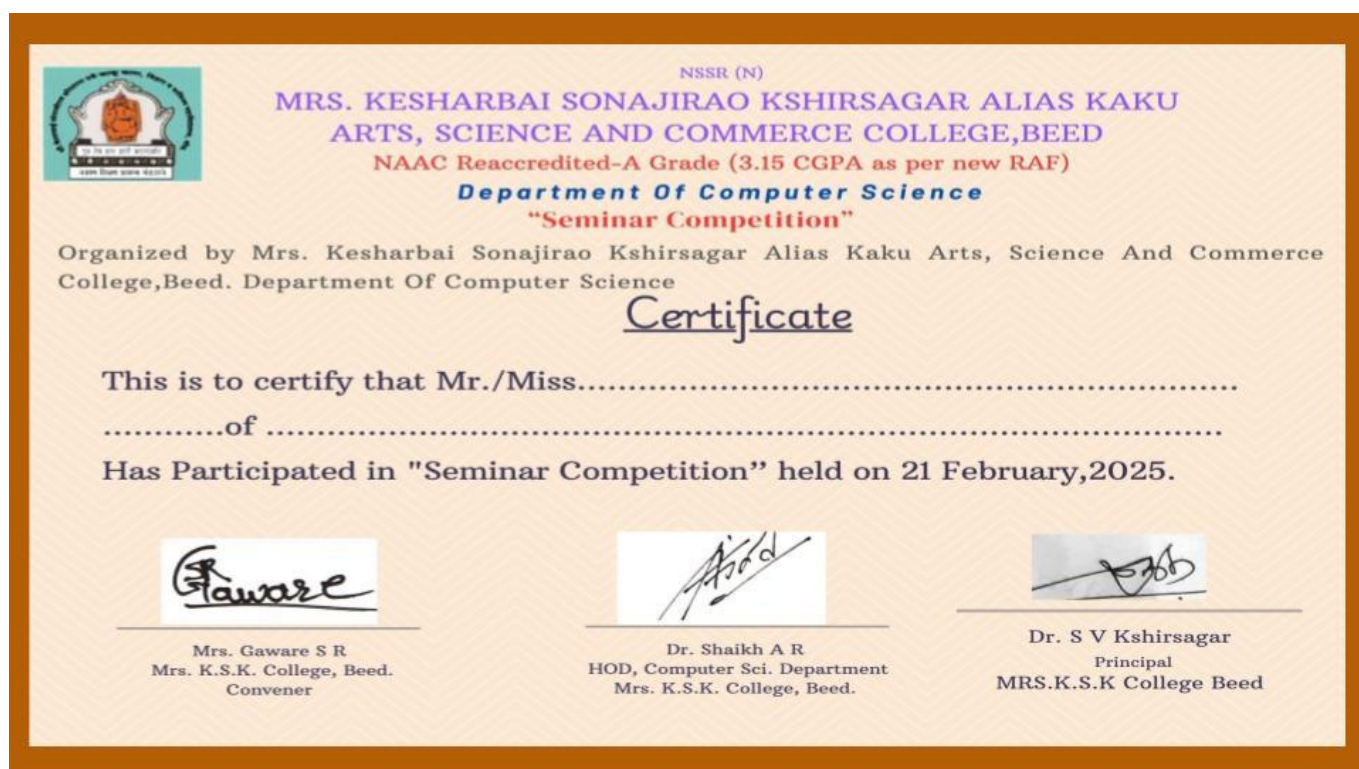 NSSR (N)
MRS. KESHARBAI SONAJIRAO KSHIRSAGAR ALIAS KAKU
ARTS, SCIENCE AND COMMERCE COLLEGE,BEED
NAAC Reaccredited-A Grade (3.15 CGPA as per new RAF)
Department Of Computer Science
“Seminar Competition”
Organized by Mrs. Kesharbai Sonajirao Kshirsagar Alias Kaku Arts, Science And Commerce
College,Beed. Department Of Computer Science
Certificate
This is to certify that Mr./Miss.................................................................
............of ...............................................................................................
Has Participated in "Seminar Competition’’ held on 21 February,2025.
Gaware
Mrs. Gaware S R
Mrs. K.S.K. College, Beed.
Convener
Dr. Shaikh A R
HOD, Computer Sci. Department
Mrs. K.S.K. College, Beed.
Dr. S V Kshirsagar
Principal
MRS.K.S.K College Beed